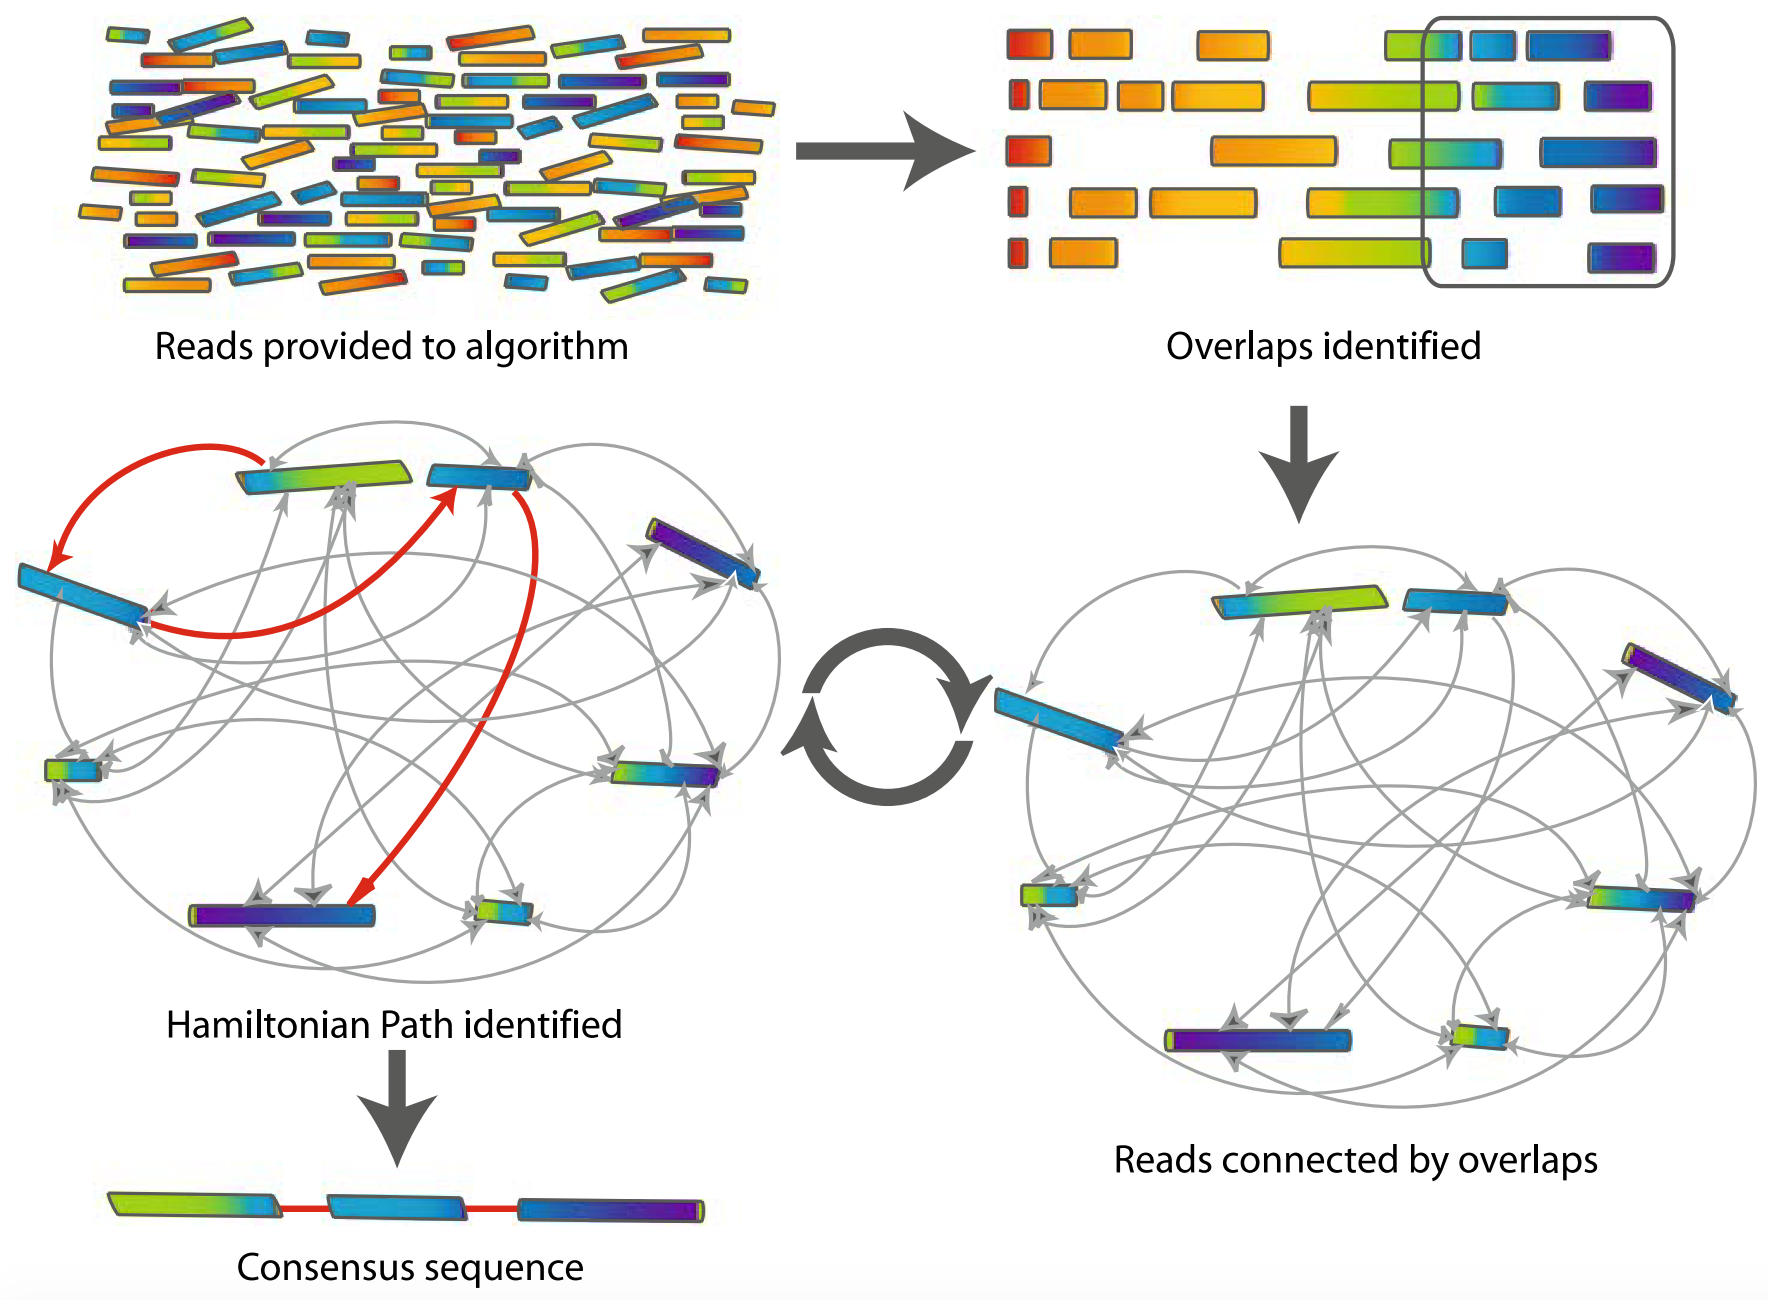 Reads provided to algorithm
Overlaps identified
Hamiltonian Path identified
Reads connected by overlaps
Consensus sequence